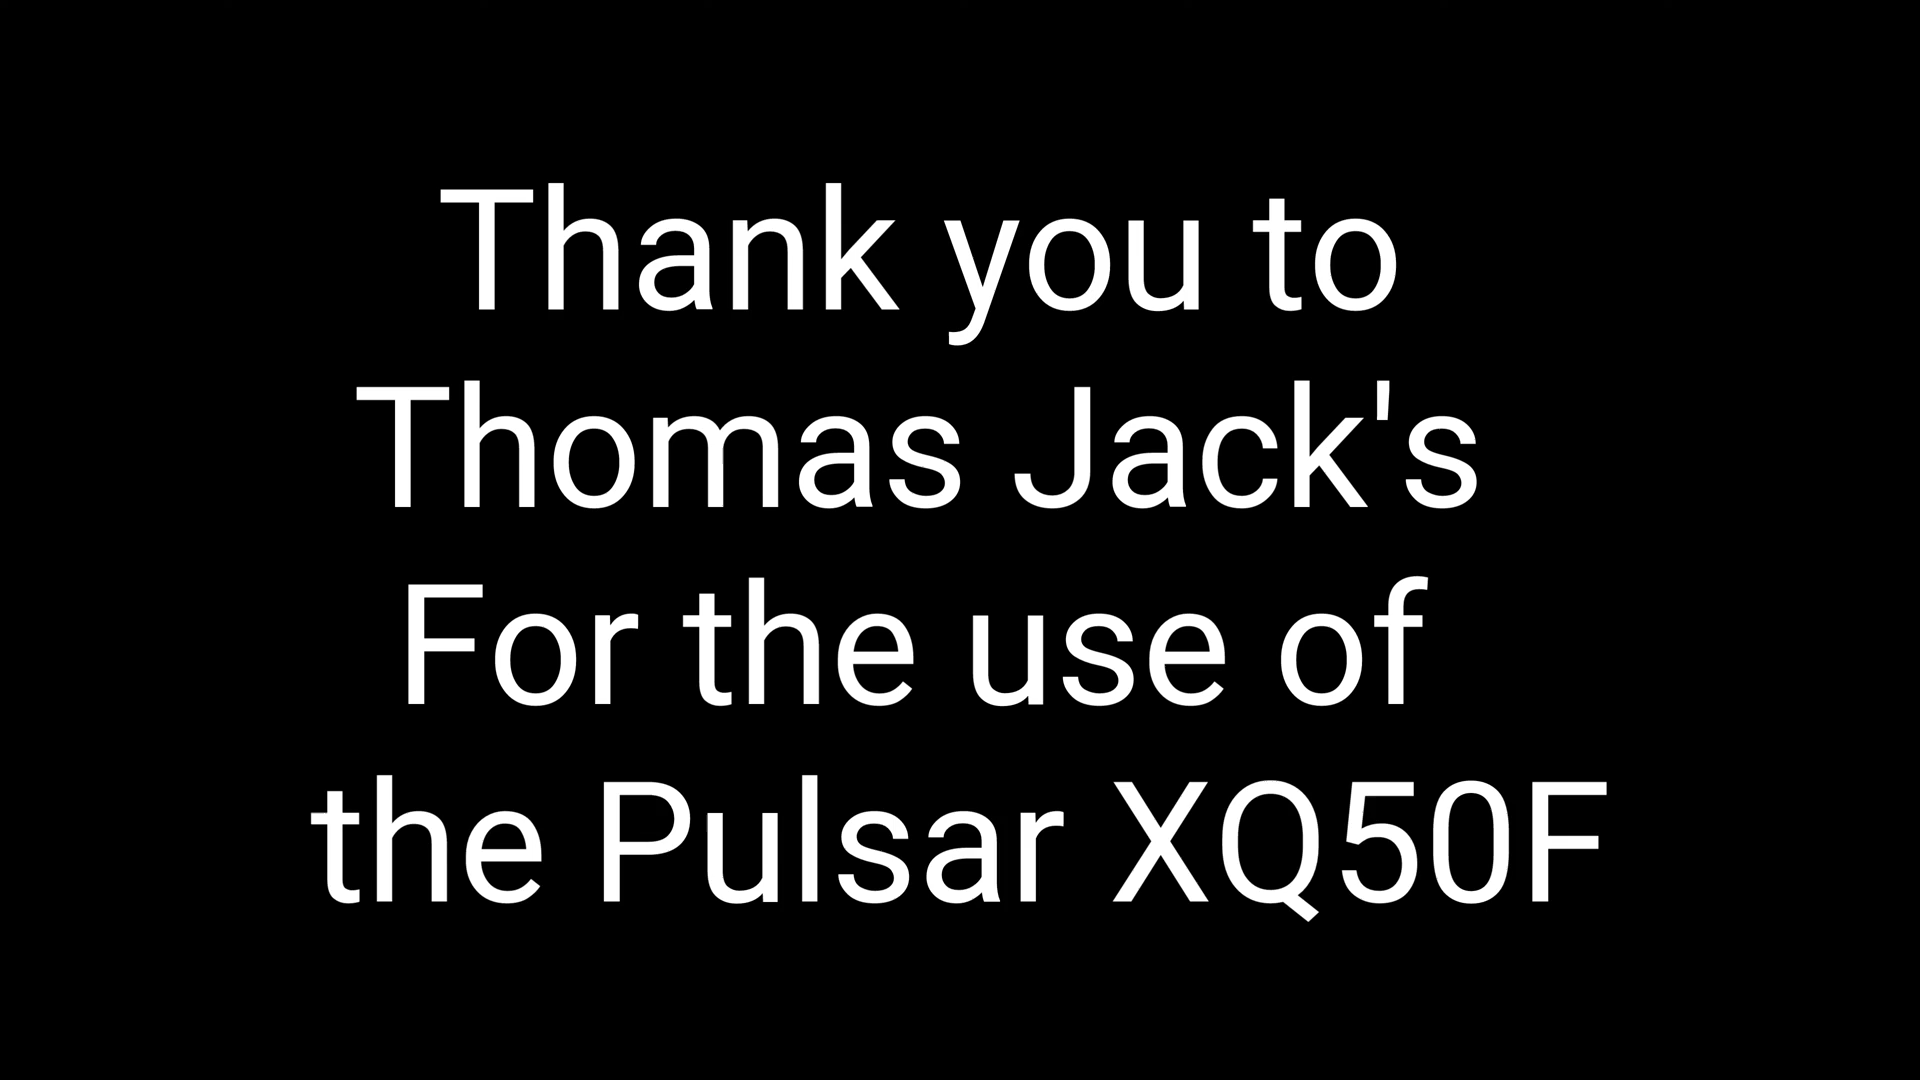 Thank you to
Thomas Jack's
For the use of
the Pulsar XQ50F